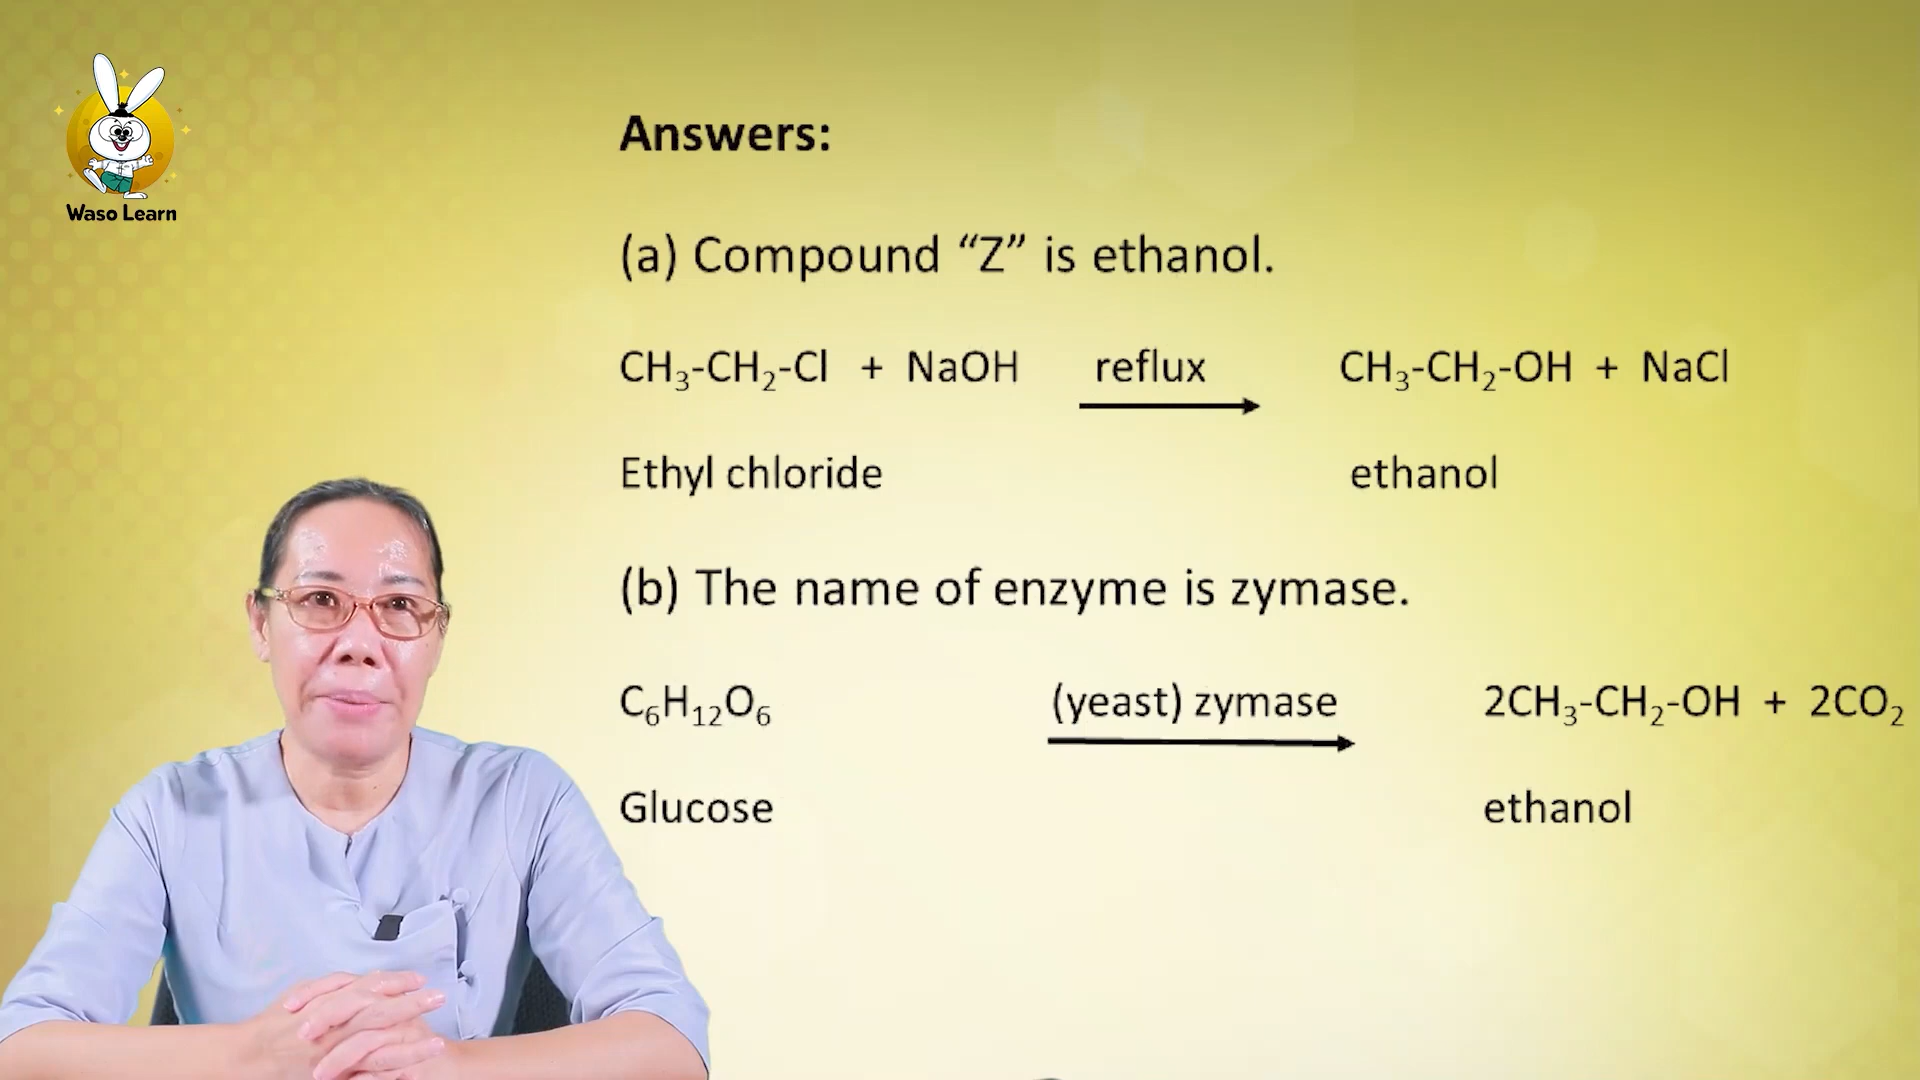 Waso Learn
Answers:
(a) Compound “Z” is ethanol.
CH₃-CH₂-Cl + NaOH reflux CH₃-CH₂-OH + NaCl
Ethyl chloride ethanol
(b) The name of enzyme is zymase.
C₆H₁₂O₆ (yeast) zymase 2CH₃-CH₂-OH + 2CO₂
Glucose ethanol